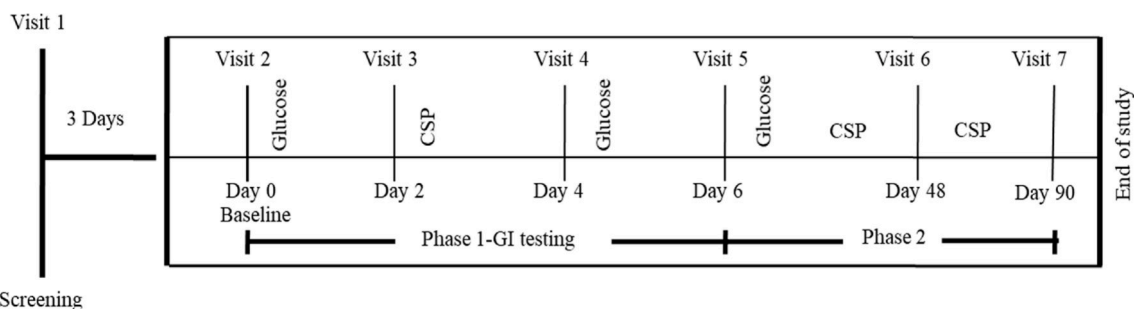 Visit 1
Visit 2
Visit 3
Visit 4
Visit 5
Visit 6
Visit 7
3 Days
Glucose
CSP
Glucose
Glucose
CSP
CSP
End of study
Day 0
Baseline
Day 2
Day 4
Day 6
Day 48
Day 90
Phase 1-GI testing
Phase 2
Screening